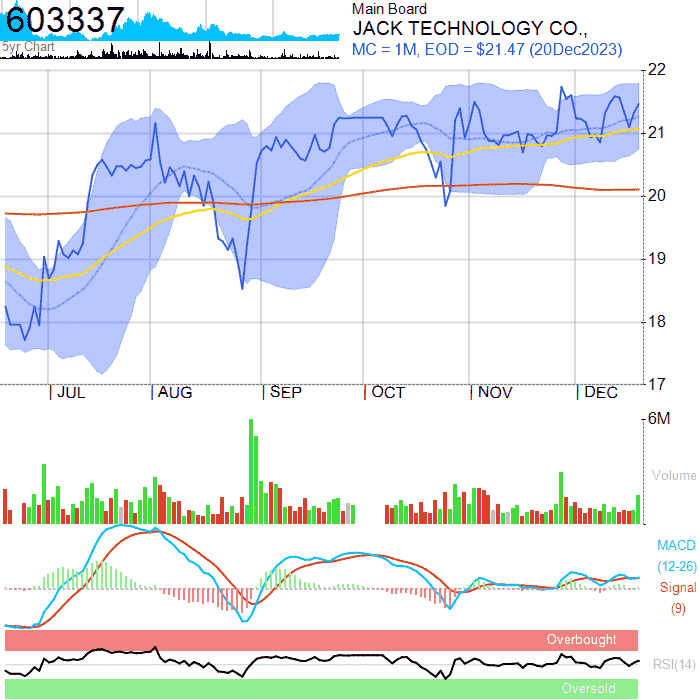 603337
5yr Chart
Main Board
JACK TECHNOLOGY CO.,
MC = 1M, EOD = $21.47 (20Dec2023)
22
21
20
19
18
17
JUL AUG SEP OCT NOV DEC
6M
Volume
MACD
(12-26)
Signal
(9)
Overbought
RSI(14)
Oversold